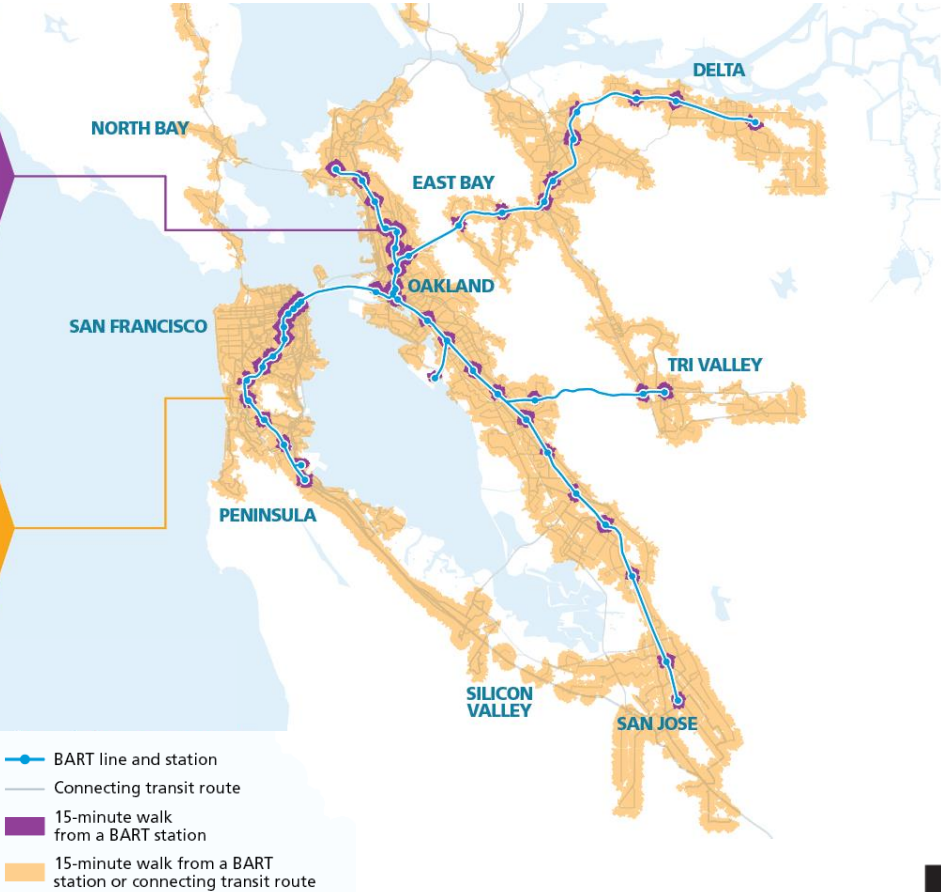 DELTA
NORTH BAY
EAST BAY
OAKLAND
SAN FRANCISCO
TRI VALLEY
PENINSULA
SILICON
VALLEY
SAN JOSE
BART line and station
Connecting transit route
15-minute walk
from a BART station
15-minute walk from a BART
station or connecting transit route